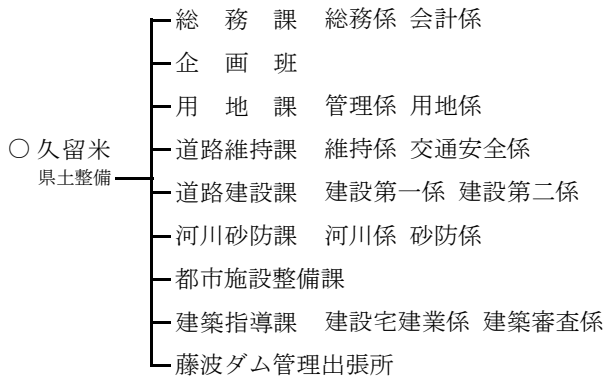 総務課 総務係 会計係
企画班
用地課 管理係 用地係
○久留米
県土整備
道路維持課 維持係 交通安全係
道路建設課 建設第一係 建設第二係
河川砂防課 河川係 砂防係
都市施設整備課
建築指導課 建設宅建業係 建築審査係
藤波ダム管理出張所